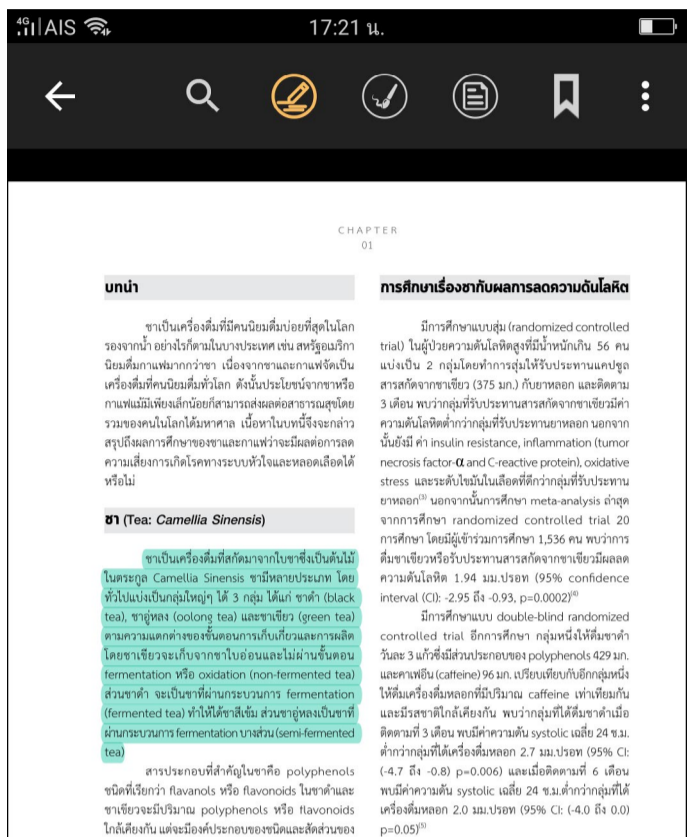 4G AIS
17:21 น.
CHAPTER
01
บทนำ
ชาเป็นเครื่องดื่มที่มีคนนิยมดื่มบ่อยที่สุดในโลก
รองจากน้ำ อย่างไรก็ตามในบางประเทศ เช่น สหรัฐอเมริกา
นิยมดื่มกาแฟมากกว่าชา เนื่องจากชาและกาแฟจัดเป็น
เครื่องดื่มที่คนนิยมดื่มทั่วโลก ดังนั้นประโยชน์จากชาหรือ
กาแฟแม้มีเพียงเล็กน้อยก็สามารถส่งผลต่อสาธารณสุขโดย
รวมของคนในโลกได้มหาศาล เนื้อหาในบทนี้จึงจะกล่าว
สรุปถึงผลการศึกษาของชาและกาแฟว่าจะมีผลต่อการลด
ความเสี่ยงการเกิดโรคทางระบบหัวใจและหลอดเลือดได้
หรือไม่
ชา (Tea: Camellia Sinensis)
ชาเป็นเครื่องดื่มที่สกัดมาจากใบชาซึ่งเป็นต้นไม้
ในตระกูล Camellia Sinensis ชามีหลายประเภท โดย
ทั่วไปแบ่งเป็นกลุ่มใหญ่ๆ ได้ 3 กลุ่ม ได้แก่ ชาดำ (black
tea), ชาอู่หลง (oolong tea) และชาเขียว (green tea)
ตามความแตกต่างของขั้นตอนการเก็บเกี่ยวและการผลิต
โดยชาเขียวจะเก็บจากใบอ่อนและไม่ผ่านขั้นตอน
fermentation หรือ oxidation (non-fermented tea)
ส่วนชาดำ จะเป็นชาที่ผ่านกระบวนการ fermentation
(fermented tea) ทำให้ได้ชาสีเข้ม ส่วนชาอู่หลงเป็นชาที่
ผ่านกระบวนการ fermentation บางส่วน (semi-fermented
tea)
สารประกอบที่สำคัญในชาคือ polyphenols
ชนิดที่เรียกว่า flavanols หรือ flavonoids ในชาดำและ
ชาเขียวจะมีปริมาณ polyphenols หรือ flavonoids
ใกล้เคียงกัน แต่จะมีองค์ประกอบของชนิดและสัดส่วนของ
การศึกษาเรื่องชากับผลการลดความดันโลหิต
มีการศึกษาแบบสุ่ม (randomized controlled
trial) ในผู้ป่วยความดันโลหิตสูงที่มีน้ำหนักเกิน 56 คน
แบ่งเป็น 2 กลุ่มโดยทำการสุ่มให้รับประทานแคปซูล
สารสกัดจากชาเขียว (375 มก.) กับยาหลอก และติดตาม
3 เดือน พบว่ากลุ่มที่รับประทานสารสกัดจากชาเขียวมีค่า
ความดันโลหิตต่ำกว่ากลุ่มที่รับประทานยาหลอก นอกจาก
นั้นยังมี ค่า insulin resistance, inflammation (tumor
necrosis factor-α and C-reactive protein), oxidative
stress และระดับไขมันในเลือดที่ดีกว่ากลุ่มที่รับประทาน
ยาหลอก(3) นอกจากนั้นการศึกษา meta-analysis ล่าสุด
จากการศึกษา randomized controlled trial 20
การศึกษา โดยมีผู้เข้าร่วมการศึกษา 1,536 คน พบว่าการ
ดื่มชาเขียวหรือรับประทานสารสกัดจากชาเขียวมีผลลด
ความดันโลหิต 1.94 มม.ปรอท (95% confidence
interval (CI): -2.95 ถึง -0.93, p=0.0002)(4)
มีการศึกษาแบบ double-blind randomized
controlled trial อีกการศึกษา กลุ่มหนึ่งให้ดื่มชาดำ
วันละ 3 แก้วซึ่งมีส่วนประกอบของ polyphenols 429 มก.
และคาเฟอีน (caffeine) 96 มก. เปรียบเทียบกับอีกกลุ่มหนึ่ง
ให้ดื่มเครื่องดื่มหลอกที่มีปริมาณ caffeine เท่าเทียมกัน
และมีรสชาติใกล้เคียงกัน พบว่ากลุ่มที่ได้ดื่มชาดำเมื่อ
ติดตามที่ 3 เดือน พบมีค่าความดัน systolic เฉลี่ย 24 ช.ม.
ต่ำกว่ากลุ่มที่ได้เครื่องดื่มหลอก 2.7 มม.ปรอท (95% CI:
(-4.7 ถึง -0.8) p=0.006) และเมื่อติดตามที่ 6 เดือน
พบมีค่าความดัน systolic เฉลี่ย 24 ช.ม.ต่ำกว่ากลุ่มที่ได้
เครื่องดื่มหลอก 2.0 มม.ปรอท (95% CI: (-4.0 ถึง 0.0)
p=0.05)(5)